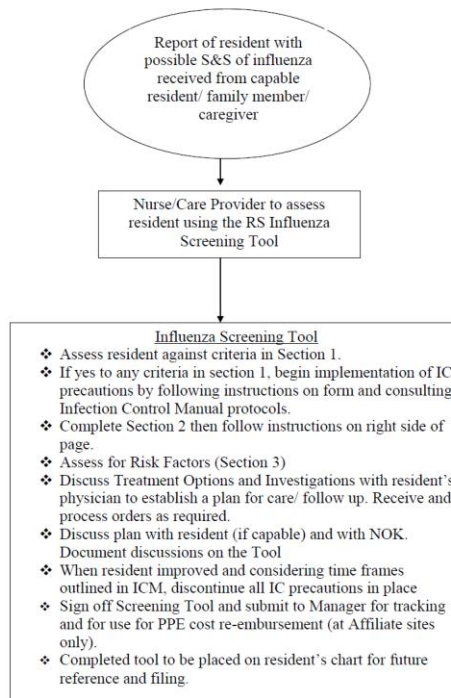 Report of resident with
possible S&S of influenza
received from capable
resident/ family member/
caregiver
Nurse/Care Provider to assess
resident using the RS Influenza
Screening Tool
Influenza Screening Tool
❖ Assess resident against criteria in Section 1.
❖ If yes to any criteria in section 1, begin implementation of IC
precautions by following instructions on form and consulting
Infection Control Manual protocols.
❖ Complete Section 2 then follow instructions on right side of
page.
❖ Assess for Risk Factors (Section 3)
❖ Discuss Treatment Options and Investigations with resident's
physician to establish a plan for care/ follow up. Receive and
process orders as required.
❖ Discuss plan with resident (if capable) and with NOK.
Document discussions on the Tool
❖ When resident improved and considering time frames
outlined in ICM, discontinue all IC precautions in place
❖ Sign off Screening Tool and submit to Manager for tracking
and for use for PPE cost re-embursement (at Affiliate sites
only).
❖ Completed tool to be placed on resident's chart for future
reference and filing.